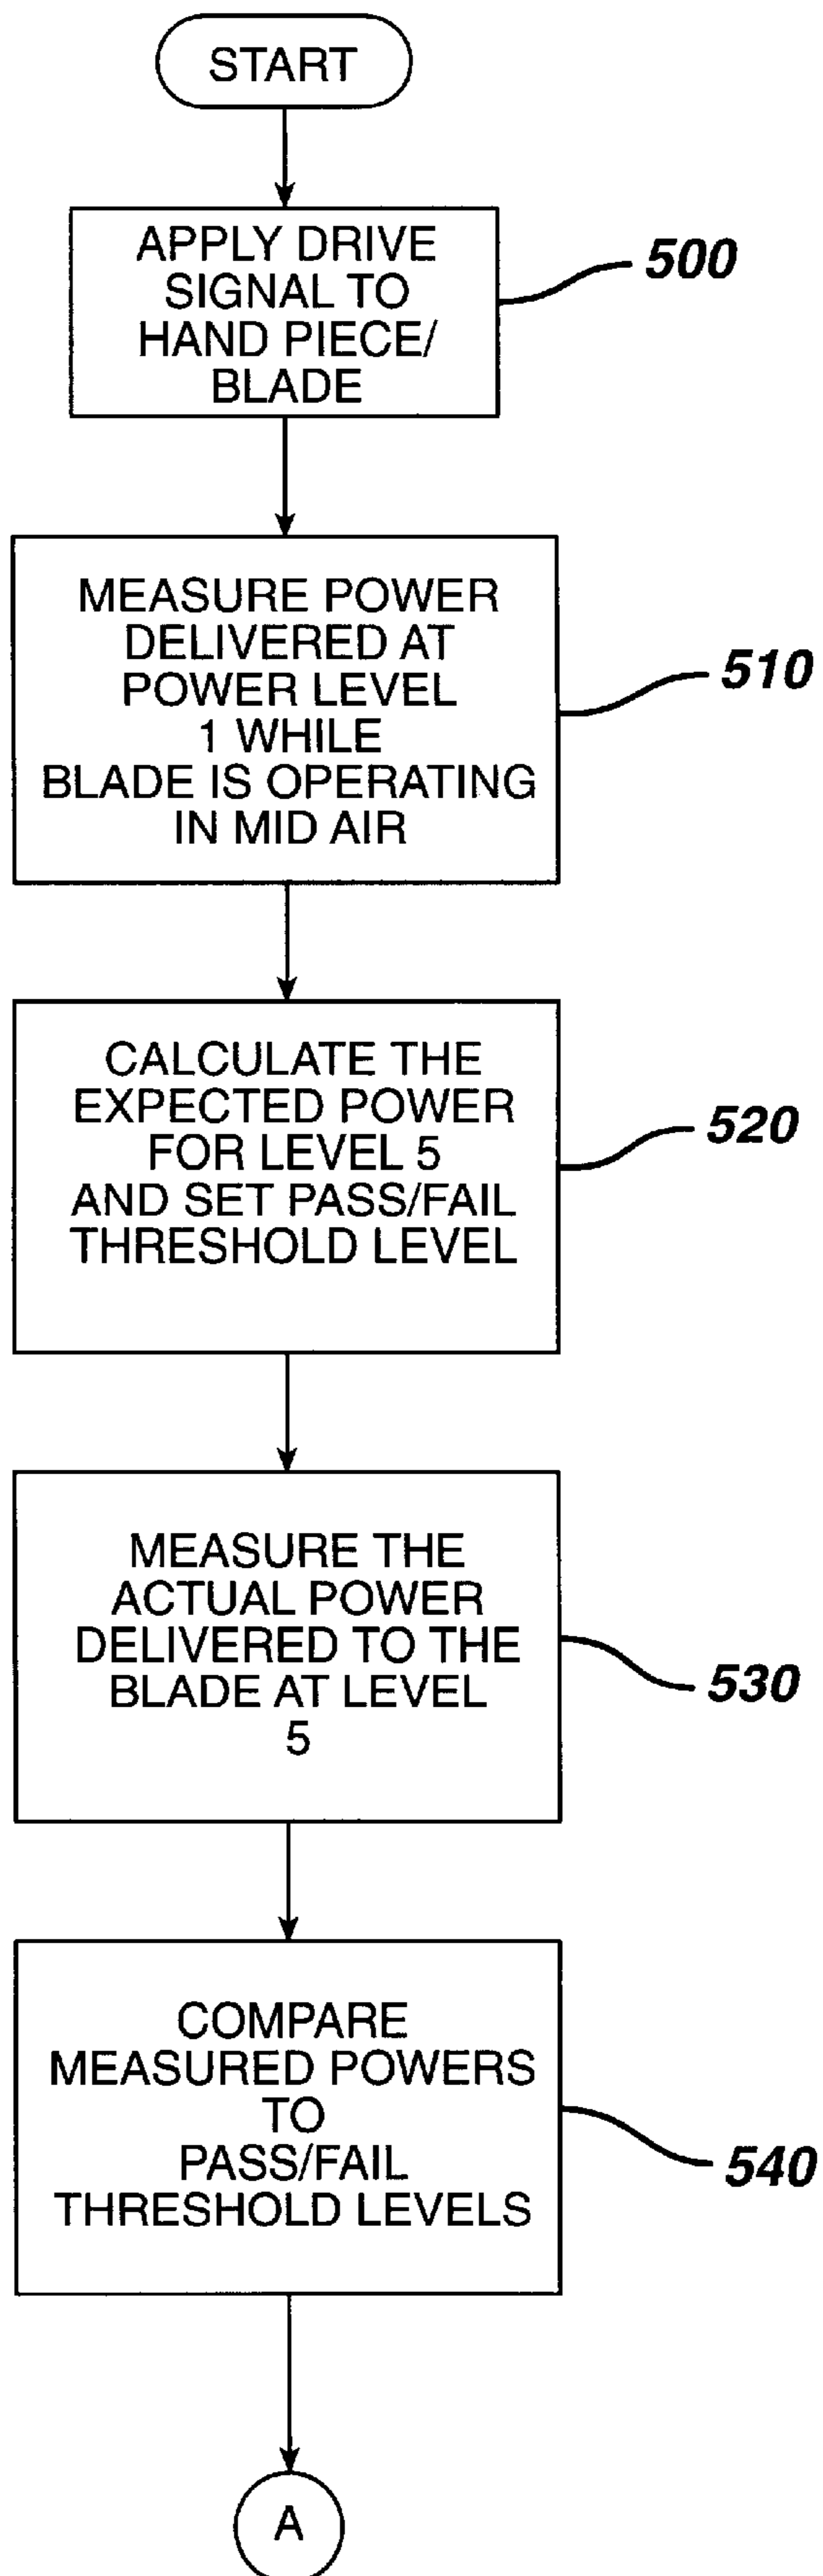 START
APPLY DRIVE
SIGNAL TO
HAND PIECE/
BLADE
500
MEASURE POWER
DELIVERED AT
POWER LEVEL
1 WHILE
BLADE IS OPERATING
IN MID AIR
510
CALCULATE THE
EXPECTED POWER
FOR LEVEL 5
AND SET PASS/FAIL
THRESHOLD LEVEL
520
MEASURE THE
ACTUAL POWER
DELIVERED TO THE
BLADE AT LEVEL
5
530
COMPARE
MEASURED POWERS
TO
PASS/FAIL
THRESHOLD LEVELS
540
A